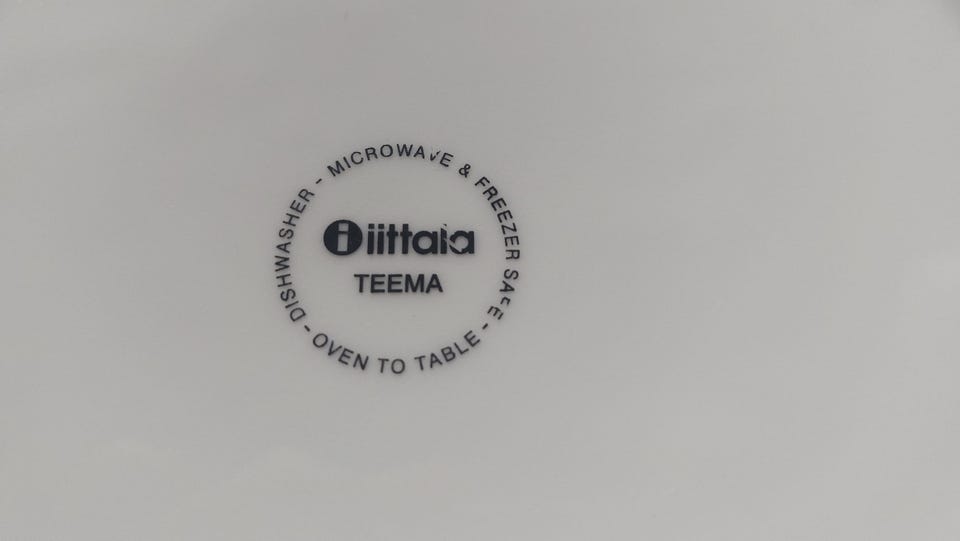 DISHWASHER - MICROWAVE & FREEZER SAFE - OVEN TO TABLE -
i iittala
TEEMA